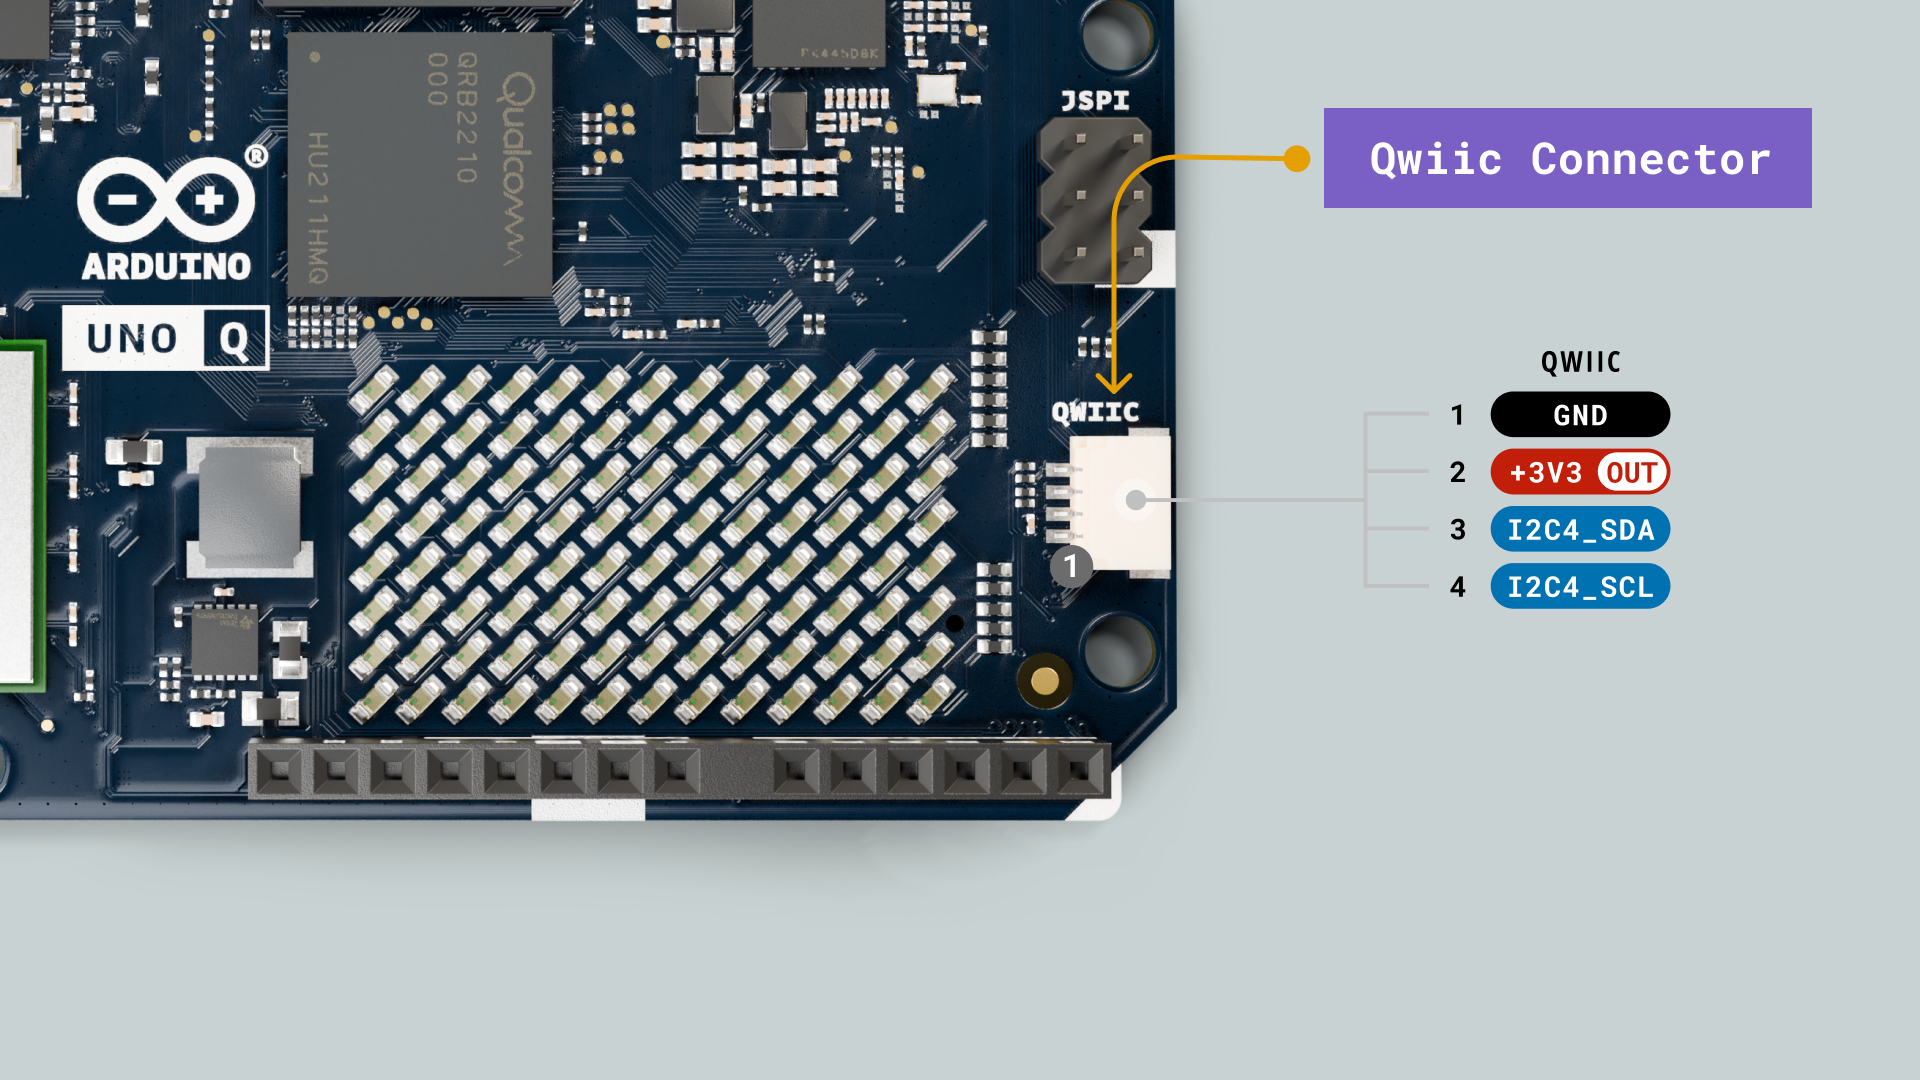 JSPI
Qwiic Connector
Qualcomm
QRB2210
000
HU211HMQ
®
ARDUINO
UNO Q
QWIIC
1
QWIIC
1 GND
2 +3V3 OUT
3 I2C4_SDA
4 I2C4_SCL